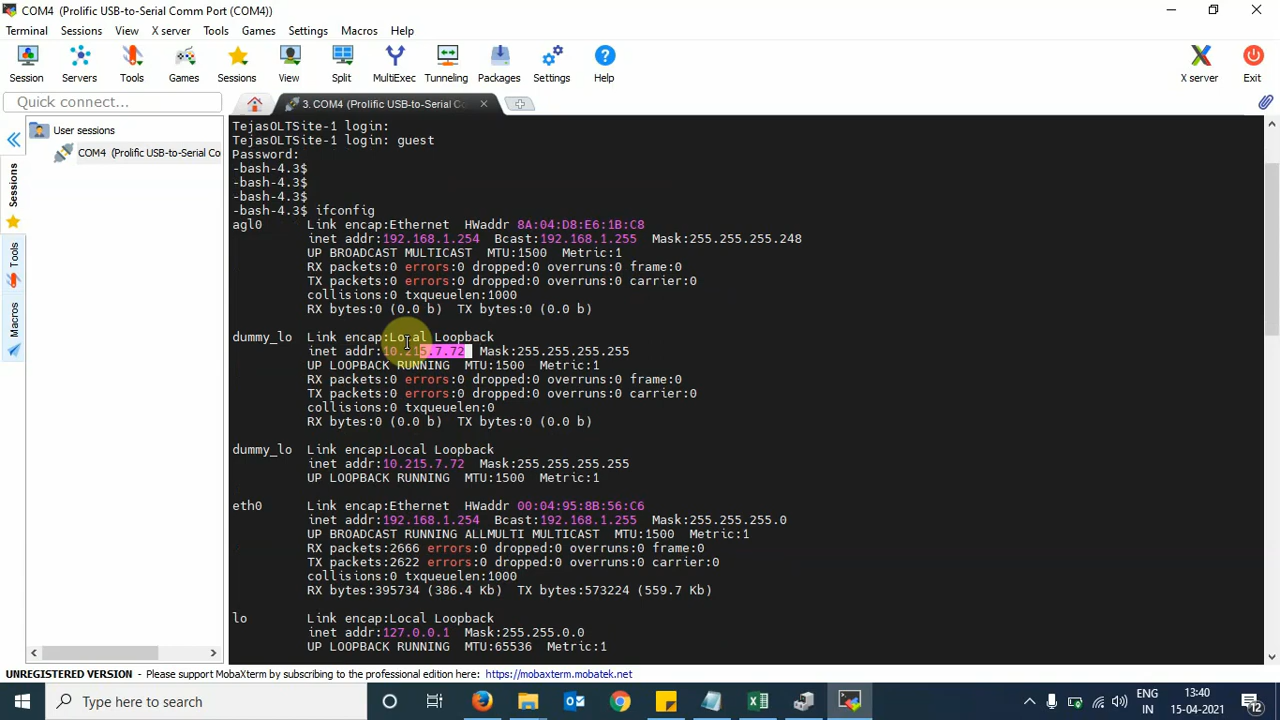 COM4 (Prolific USB-to-Serial Comm Port (COM4))
Terminal Sessions View X server Tools Games Settings Macros Help
Session Servers Tools Games Sessions View Split MultiExec Tunneling Packages Settings Help X server Exit
Quick connect...
3. COM4 (Prolific USB-to-Serial Co
User sessions
COM4 (Prolific USB-to-Serial Co
Sessions
Tools
Macros
TejasOLTSite-1 login:
TejasOLTSite-1 login: guest
Password:
-bash-4.3$
-bash-4.3$
-bash-4.3$
-bash-4.3$ ifconfig
agl0 Link encap:Ethernet HWaddr 8A:04:D8:E6:1B:C8
inet addr:192.168.1.254 Bcast:192.168.1.255 Mask:255.255.255.248
UP BROADCAST MULTICAST MTU:1500 Metric:1
RX packets:0 errors:0 dropped:0 overruns:0 frame:0
TX packets:0 errors:0 dropped:0 overruns:0 carrier:0
collisions:0 txqueuelen:1000
RX bytes:0 (0.0 b) TX bytes:0 (0.0 b)
dummy_lo Link encap:Local Loopback
inet addr:10.215.7.72 Mask:255.255.255.255
UP LOOPBACK RUNNING MTU:1500 Metric:1
RX packets:0 errors:0 dropped:0 overruns:0 frame:0
TX packets:0 errors:0 dropped:0 overruns:0 carrier:0
collisions:0 txqueuelen:0
RX bytes:0 (0.0 b) TX bytes:0 (0.0 b)
dummy_lo Link encap:Local Loopback
inet addr:10.215.7.72 Mask:255.255.255.255
UP LOOPBACK RUNNING MTU:1500 Metric:1
eth0 Link encap:Ethernet HWaddr 00:04:95:8B:56:C6
inet addr:192.168.1.254 Bcast:192.168.1.255 Mask:255.255.255.0
UP BROADCAST RUNNING ALLMULTI MULTICAST MTU:1500 Metric:1
RX packets:2666 errors:0 dropped:0 overruns:0 frame:0
TX packets:2622 errors:0 dropped:0 overruns:0 carrier:0
collisions:0 txqueuelen:1000
RX bytes:395734 (386.4 Kb) TX bytes:573224 (559.7 Kb)
lo Link encap:Local Loopback
inet addr:127.0.0.1 Mask:255.255.0.0
UP LOOPBACK RUNNING MTU:65536 Metric:1
UNREGISTERED VERSION - Please support MobaXterm by subscribing to the professional edition here: https://mobaxterm.mobatek.net
Type here to search
ENG
IN
13:40
15-04-2021
12